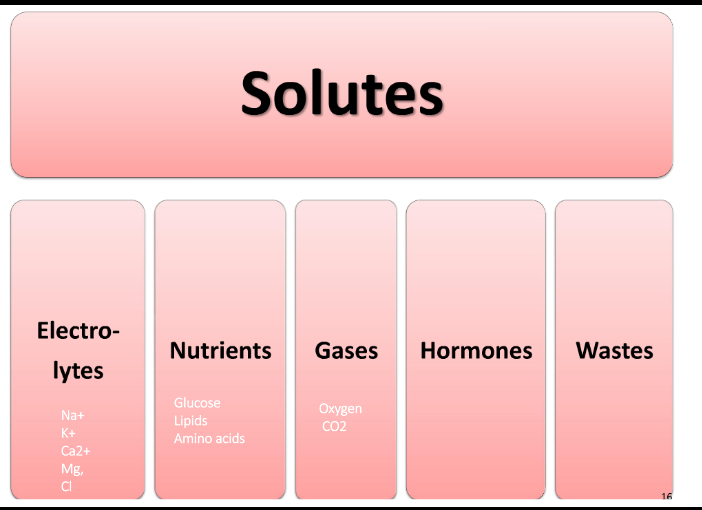 Solutes
Electro-
lytes
Na+
K+
Ca2+
Mg,
Cl
Nutrients
Glucose
Lipids
Amino acids
Gases
Oxygen
CO2
Hormones
Wastes
16